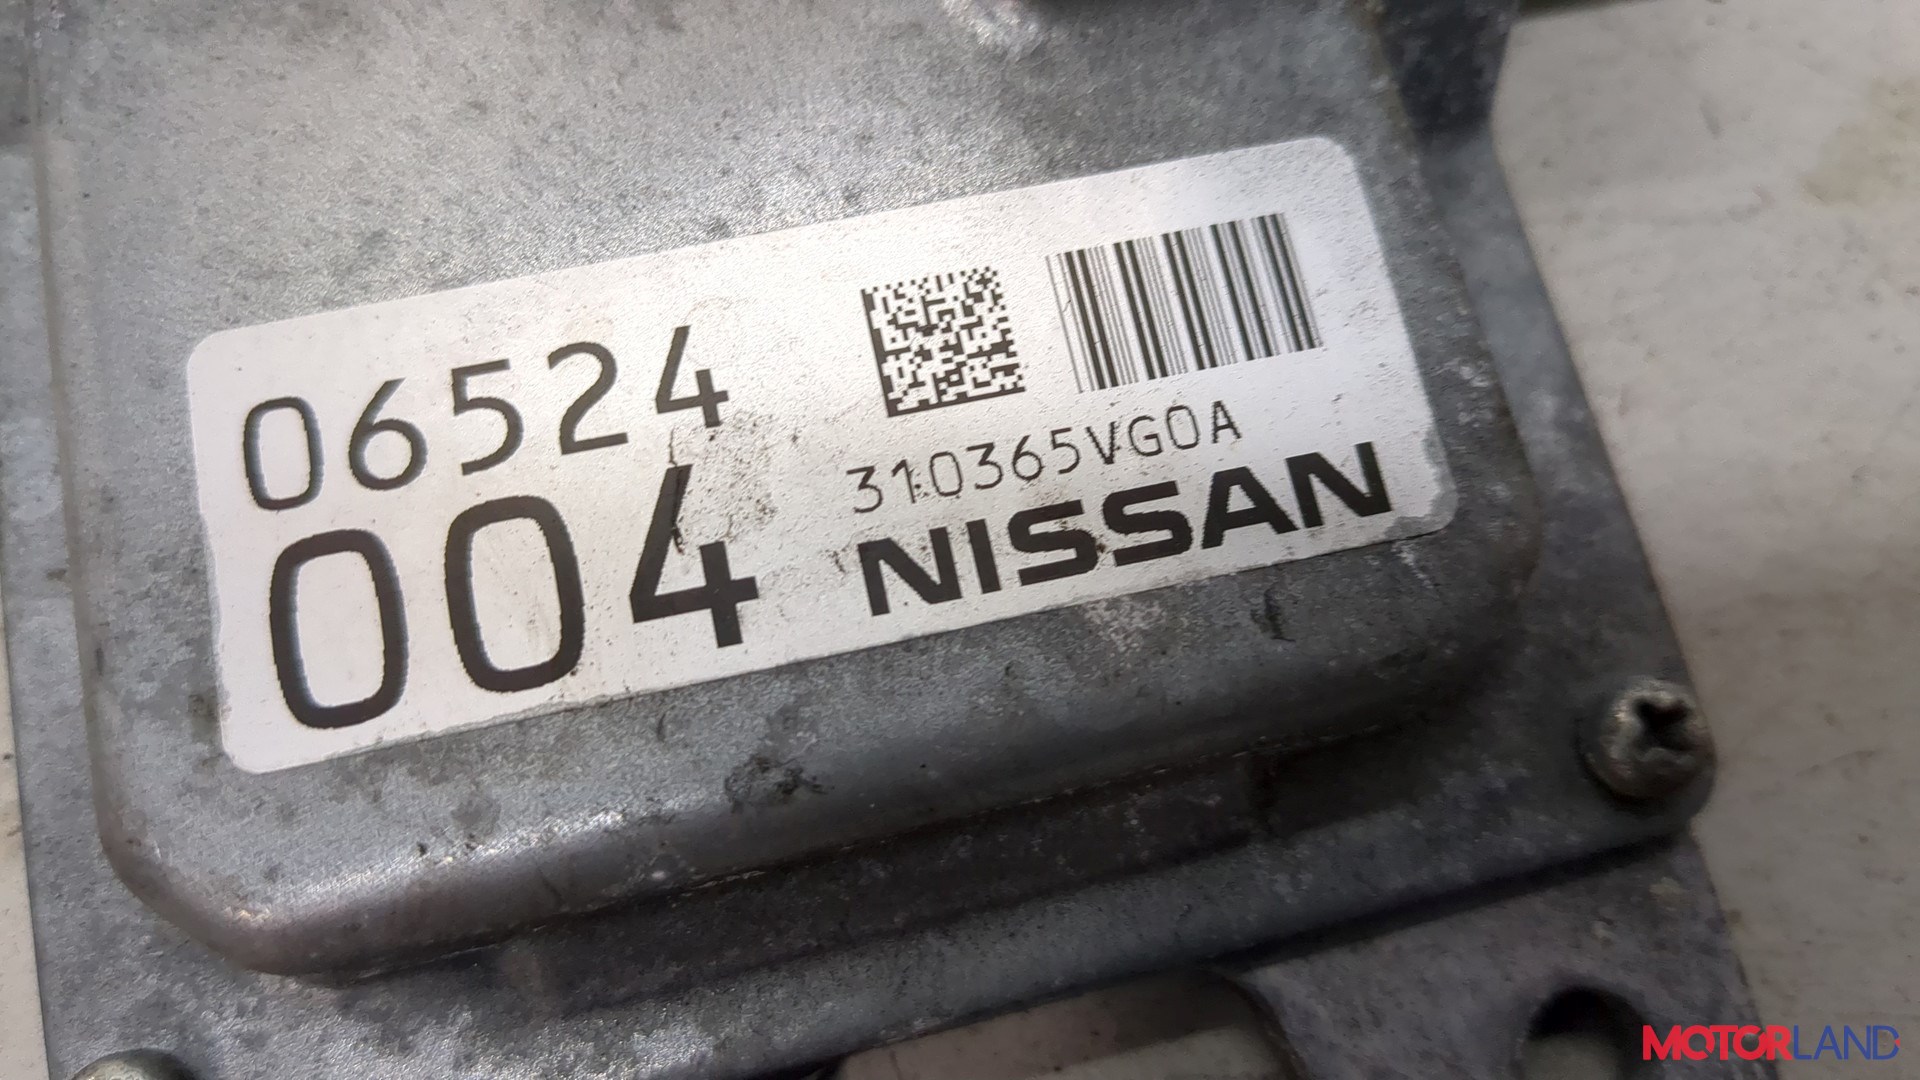 06524
004
310365VG0A
NISSAN
MOTORLAND